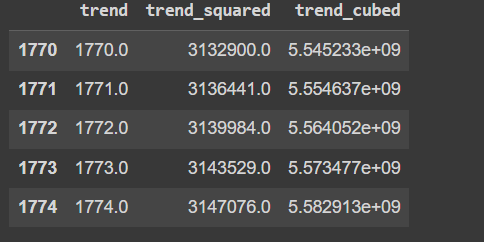 trend trend_squared trend_cubed
1770 1770.0 3132900.0 5.545233e+09
1771 1771.0 3136441.0 5.554637e+09
1772 1772.0 3139984.0 5.564052e+09
1773 1773.0 3143529.0 5.573477e+09
1774 1774.0 3147076.0 5.582913e+09